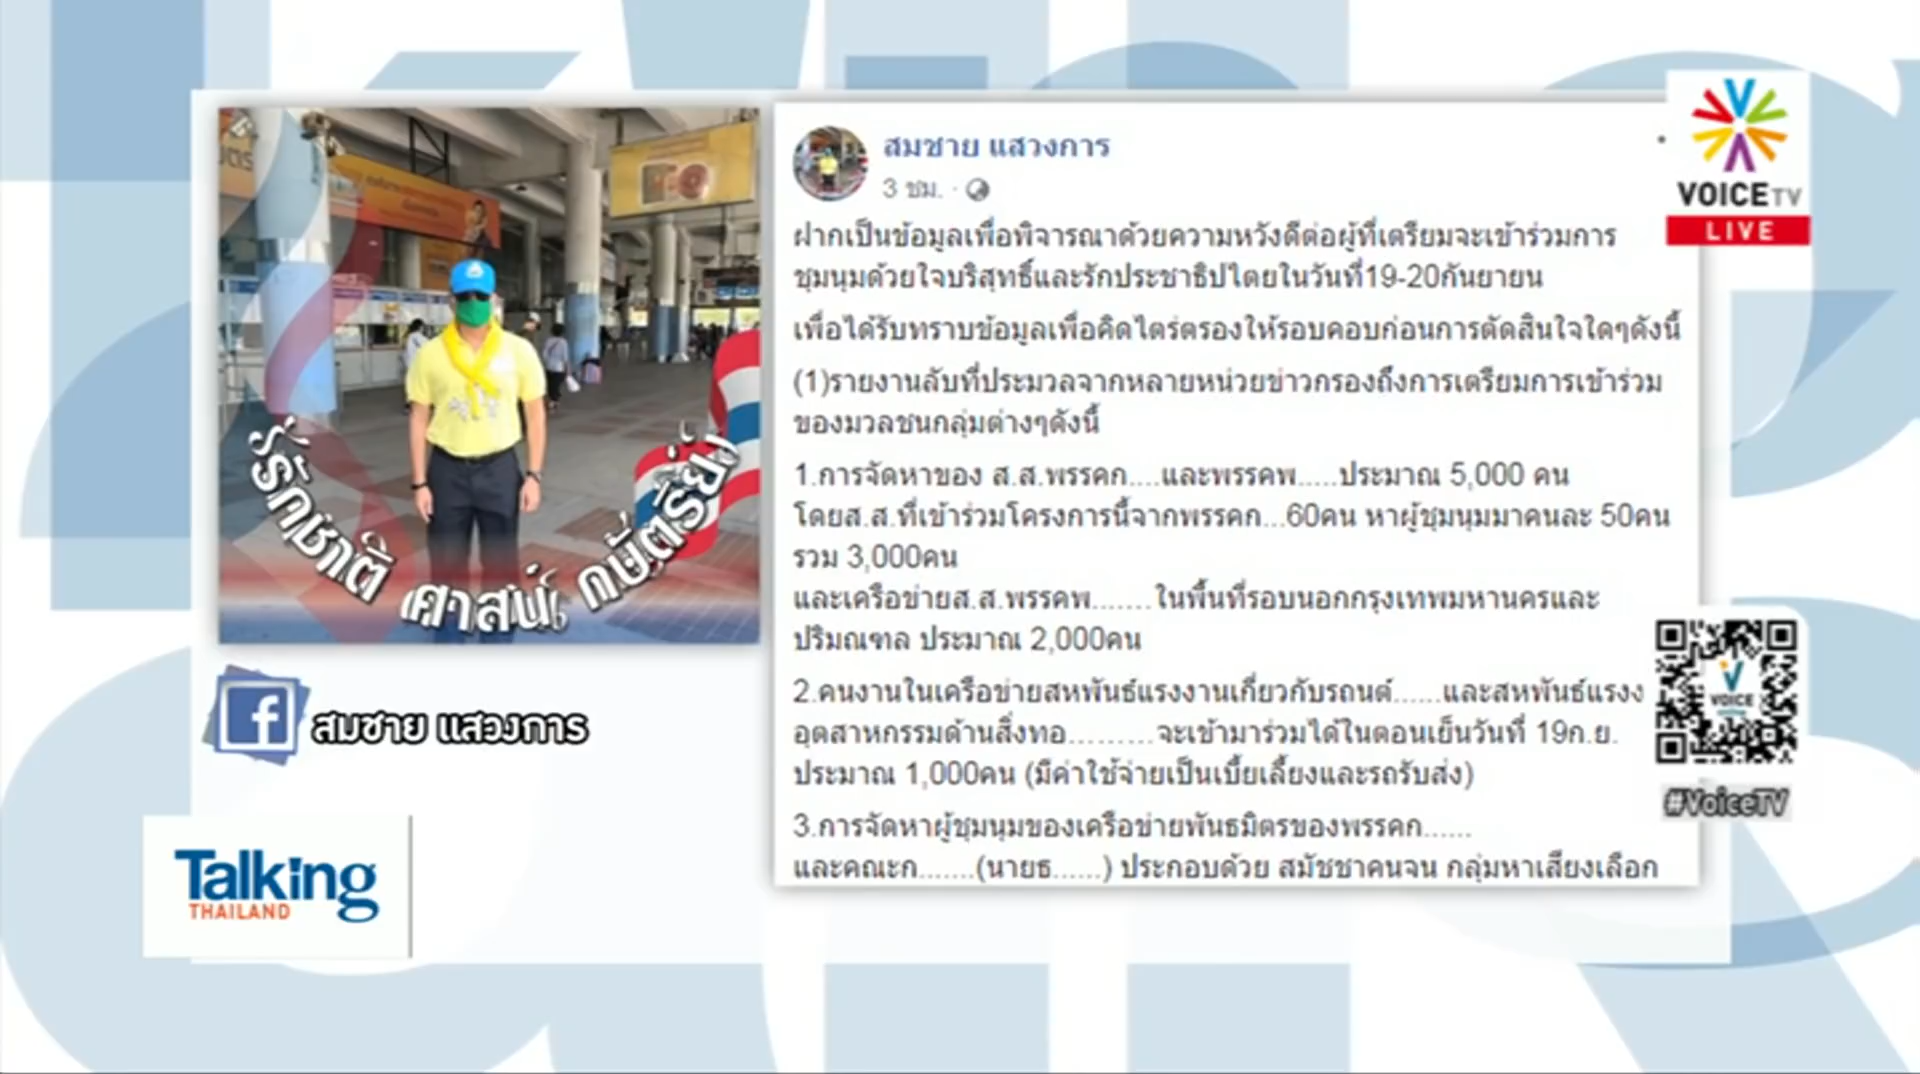 รักชาติ ศาสน์ กษัตริย์
สมชาย แสวงการ
สมชาย แสวงการ
3 ชม.
ฝากเป็นข้อมูลเพื่อพิจารณาด้วยความหวังดีต่อผู้ที่เตรียมจะเข้าร่วมการ
ชุมนุมด้วยใจบริสุทธิ์และรักประชาธิปไตยในวันที่19-20กันยายน
เพื่อได้รับทราบข้อมูลเพื่อคิดไตร่ตรองให้รอบคอบก่อนการตัดสินใจใดๆดังนี้
(1)รายงานลับที่ประมวลจากหลายหน่วยข่าวกรองถึงการเตรียมการเข้าร่วม
ของมวลชนกลุ่มต่างๆดังนี้
1.การจัดหาของ ส.ส.พรรคก....และพรรคพ.....ประมาณ 5,000 คน
โดยส.ส.ที่เข้าร่วมโครงการนี้จากพรรคก...60คน หาผู้ชุมนุมมาคนละ 50คน
รวม 3,000คน
และเครือข่ายส.ส.พรรคพ.......ในพื้นที่รอบนอกกรุงเทพมหานครและ
ปริมณฑล ประมาณ 2,000คน
2.คนงานในเครือข่ายสหพันธ์แรงงานเกี่ยวกับรถนต์......และสหพันธ์แรงง
อุตสาหกรรมด้านสิ่งทอ.........จะเข้ามาร่วมได้ในตอนเย็นวันที่ 19ก.ย.
ประมาณ 1,000คน (มีค่าใช้จ่ายเป็นเบี้ยเลี้ยงและรถรับส่ง)
3.การจัดหาผู้ชุมนุมของเครือข่ายพันธมิตรของพรรคก......
และคณะก.......(นายธ......) ประกอบด้วย สมัชชาคนจน กลุ่มหาเสียงเลือก
VOICE TV
LIVE
VOICE
#VoiceTV
Talking
THAILAND